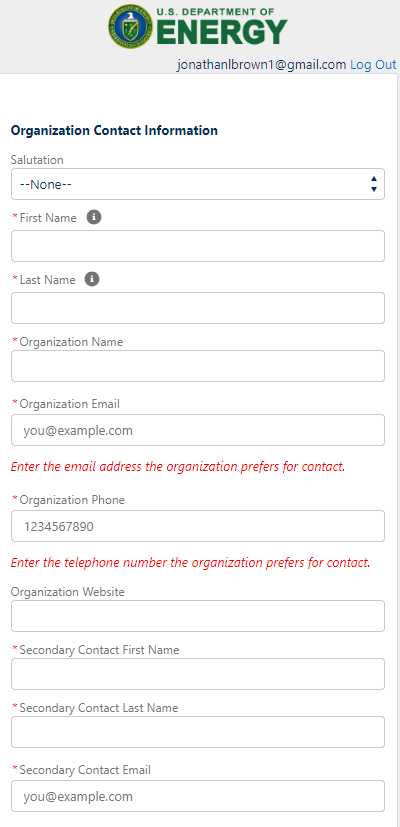 U.S. DEPARTMENT OF
ENERGY
jonathanlbrown1@gmail.com Log Out
Organization Contact Information
Salutation
--None--
*First Name
*Last Name
*Organization Name
*Organization Email
you@example.com
Enter the email address the organization prefers for contact.
*Organization Phone
1234567890
Enter the telephone number the organization prefers for contact.
Organization Website
*Secondary Contact First Name
*Secondary Contact Last Name
*Secondary Contact Email
you@example.com